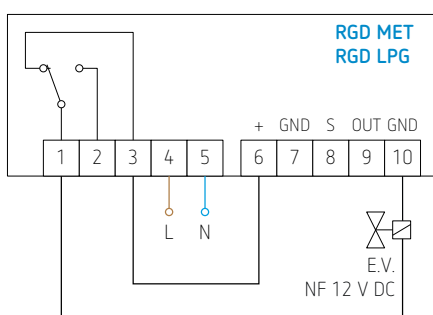 RGD MET
RGD LPG
+ GND S OUT GND
1 2 3 4 5 6 7 8 9 10
L N
E.V.
NF 12 V DC